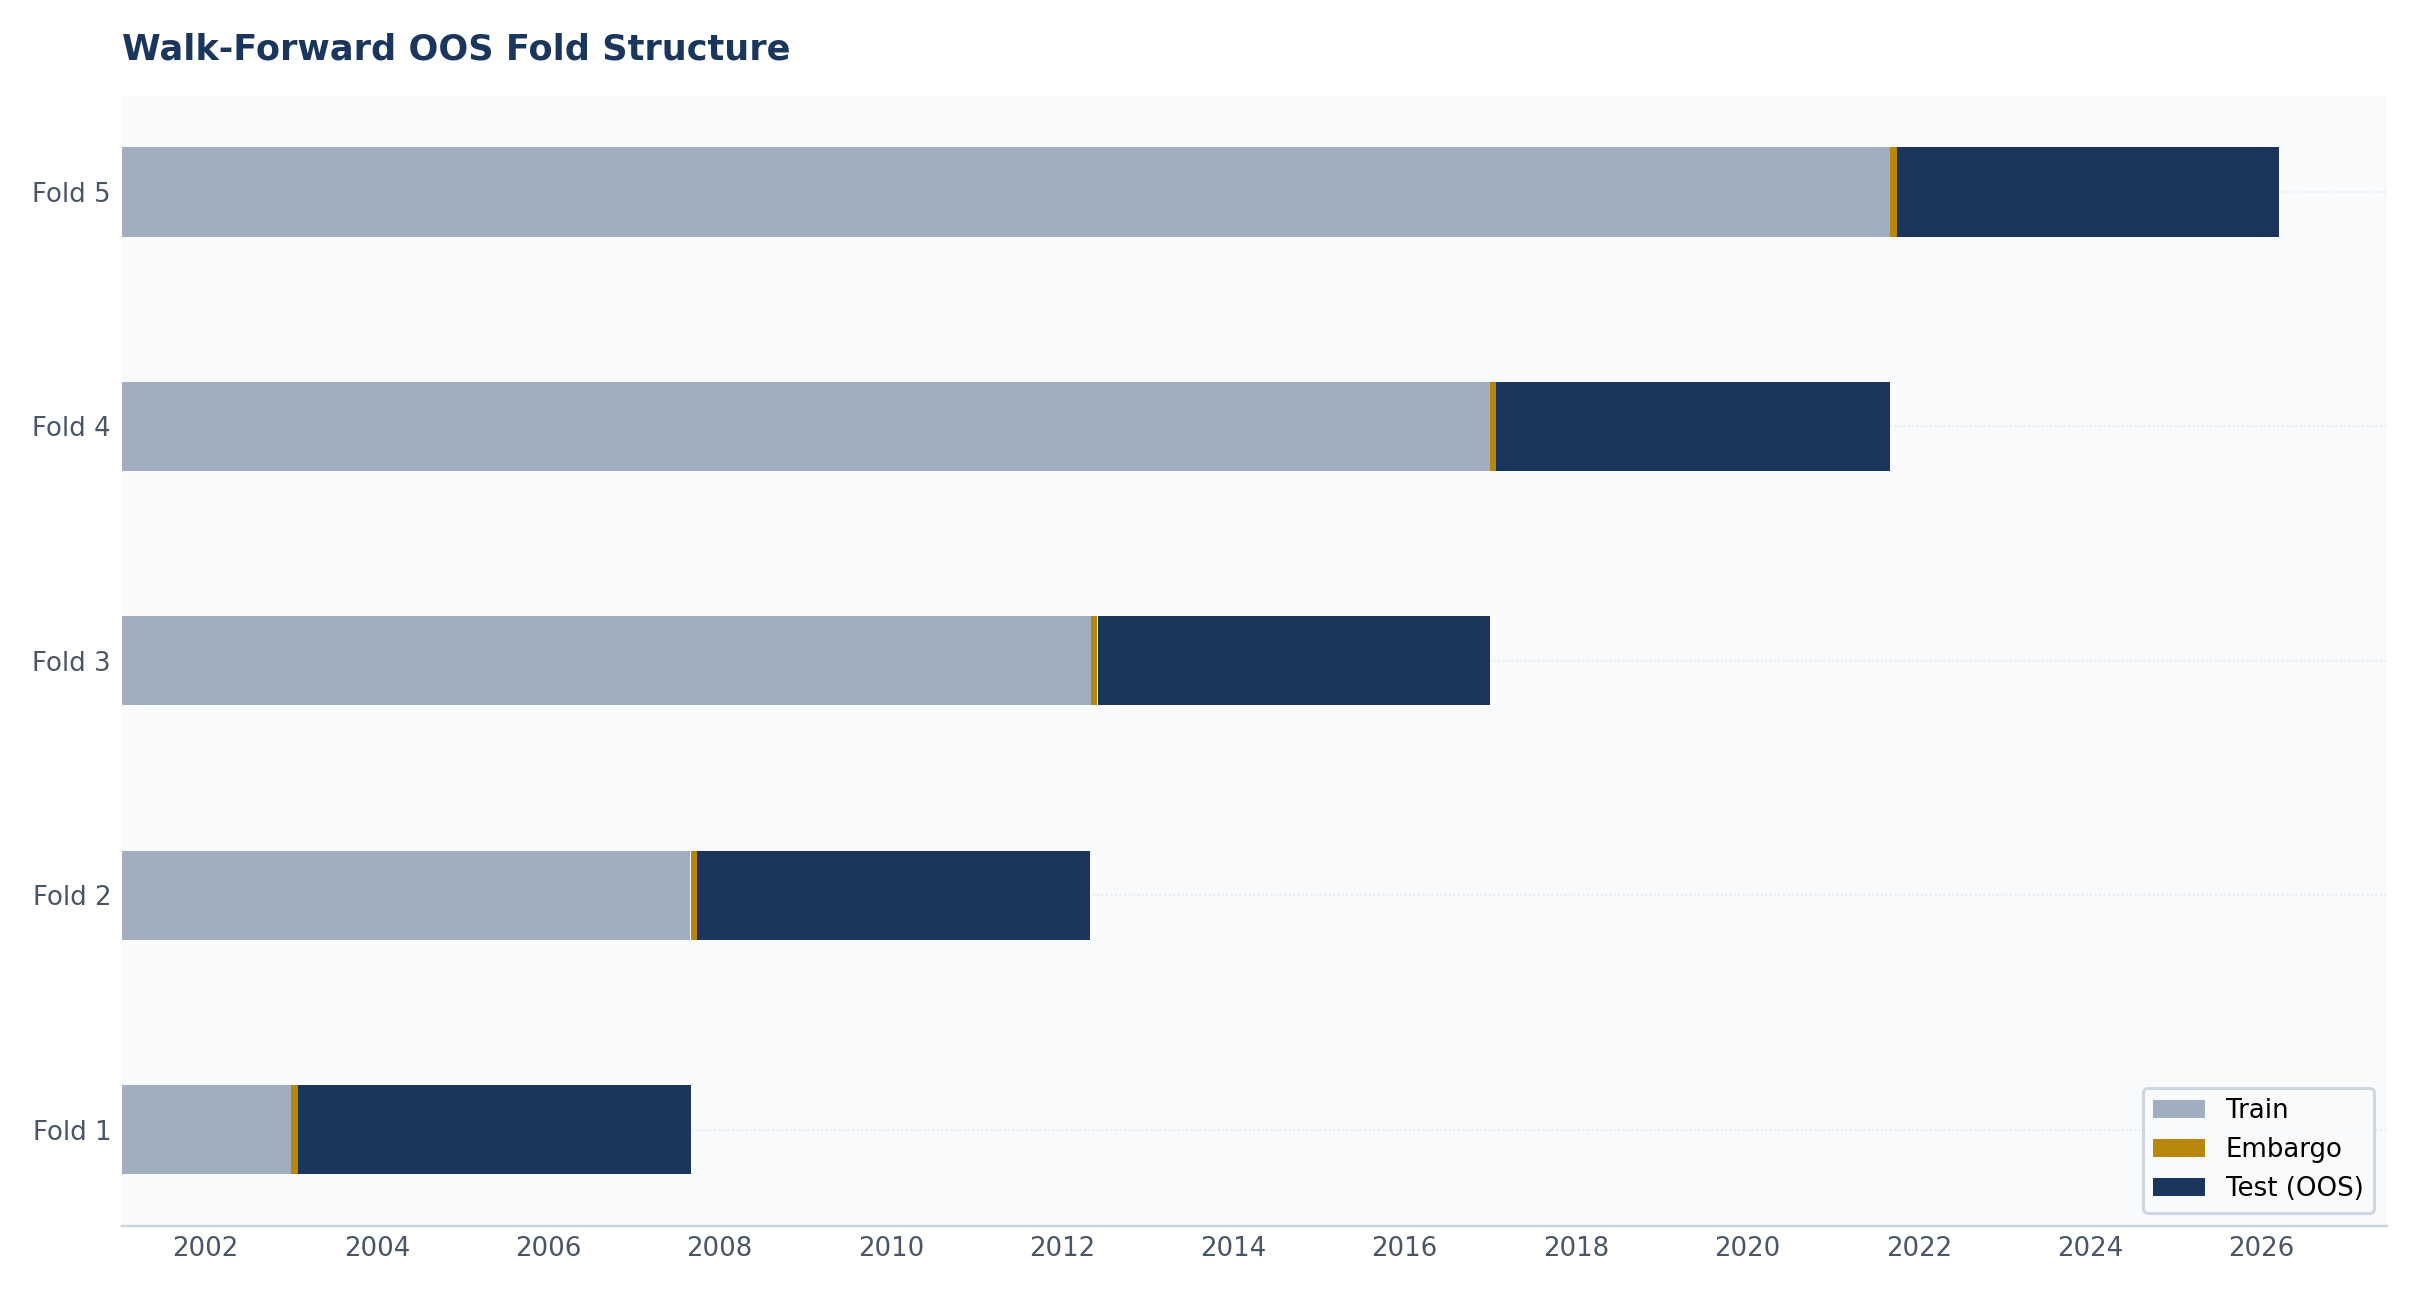 Walk-Forward OOS Fold Structure
Fold 5
Fold 4
Fold 3
Fold 2
Fold 1
Train
Embargo
Test (OOS)
2002 2004 2006 2008 2010 2012 2014 2016 2018 2020 2022 2024 2026